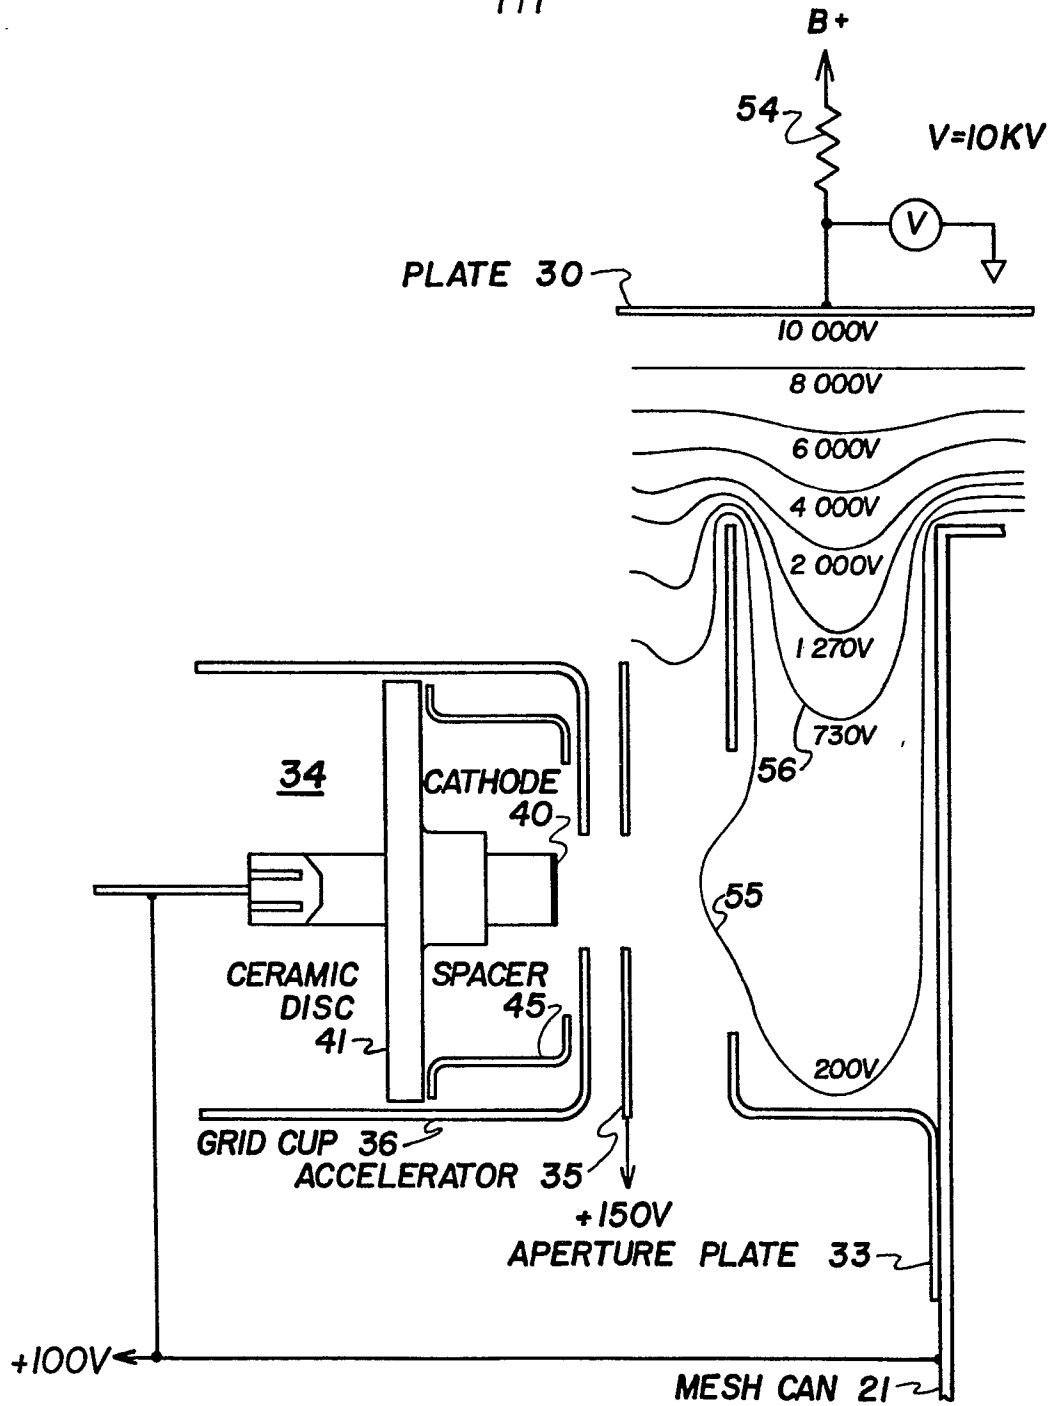 B+
54
V=10KV
V
PLATE 30
10 000V
8 000V
6 000V
4 000V
2 000V
1 270V
730V
56
34
CATHODE
40
55
CERAMIC
DISC
41
SPACER
45
200V
GRID CUP 36
ACCELERATOR 35
+150V
APERTURE PLATE 33
+100V
MESH CAN 21